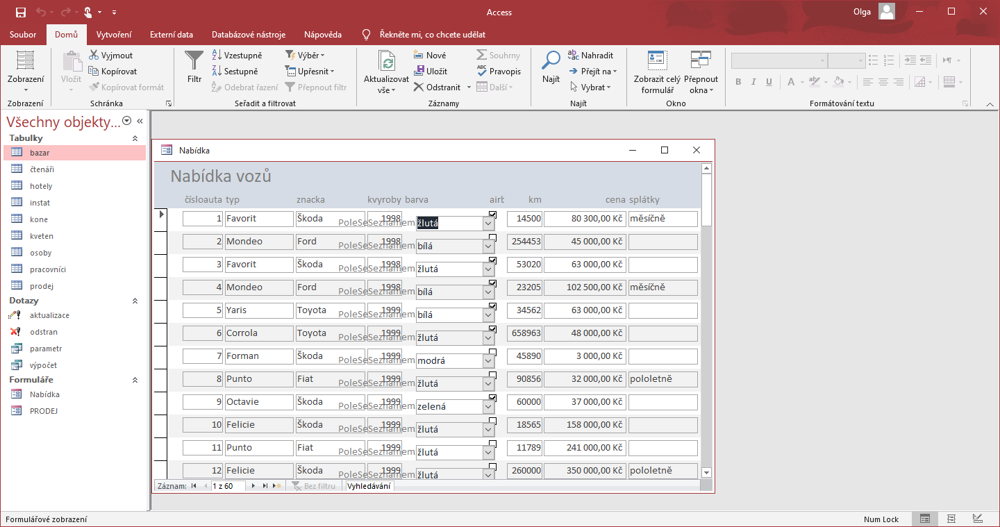 Access
Olga
Soubor Domů Vytvoření Externí data Databázové nástroje Nápověda Řekněte mi, co chcete udělat
Zobrazení
Vložit
Vyjmout
Kopírovat
Kopírovat formát
Filtr
Vzestupně
Sestupně
Odebrat řazení
Výběr
Upřesnit
Přepnout filtr
Aktualizovat
vše
Nové
Uložit
Odstranit
Souhrny
Pravopis
Další
Najít
Nahradit
Přejít na
Vybrat
Zobrazit celý
formulář
Přepnout
okna
B I U
Zobrazení Schránka Seřadit a filtrovat Záznamy Najít Okno Formátování textu
Všechny objekty...
Tabulky
bazar
čtenáři
hotely
instat
kone
kveten
osoby
pracovníci
prodej
Dotazy
aktualizace
odstran
parametr
výpočet
Formuláře
Nabídka
PRODEJ
Nabídka
Nabídka vozů
čísloauta typ znacka kvyroby barva airt km cena splátky
1 Favorit Škoda 1998 PoleSeSeznamem žlutá 14500 80 300,00 Kč měsíčně
2 Mondeo Ford 1998 PoleSeSeznamem bílá 254453 45 000,00 Kč
3 Favorit Škoda 1998 PoleSeSeznamem žlutá 53020 63 000,00 Kč
4 Mondeo Ford 1998 PoleSeSeznamem bílá 23205 102 500,00 Kč měsíčně
5 Yaris Toyota 1999 PoleSeSeznamem bílá 34562 63 000,00 Kč
6 Corrola Toyota 1999 PoleSeSeznamem žlutá 658963 48 000,00 Kč
7 Forman Škoda 1999 PoleSeSeznamem modrá 45890 3 000,00 Kč
8 Punto Fiat 1999 PoleSeSeznamem žlutá 90856 32 000,00 Kč pololetně
9 Octavie Škoda 1999 PoleSeSeznamem zelená 60000 37 000,00 Kč
10 Felicie Škoda 1999 PoleSeSeznamem žlutá 18565 158 000,00 Kč
11 Punto Fiat 1999 PoleSeSeznamem žlutá 11789 241 000,00 Kč
12 Felicie Škoda 1999 PoleSeSeznamem žlutá 260000 350 000,00 Kč pololetně
Záznam: 1 z 60 Bez filtru Vyhledávání
Formulářové zobrazení Num Lock